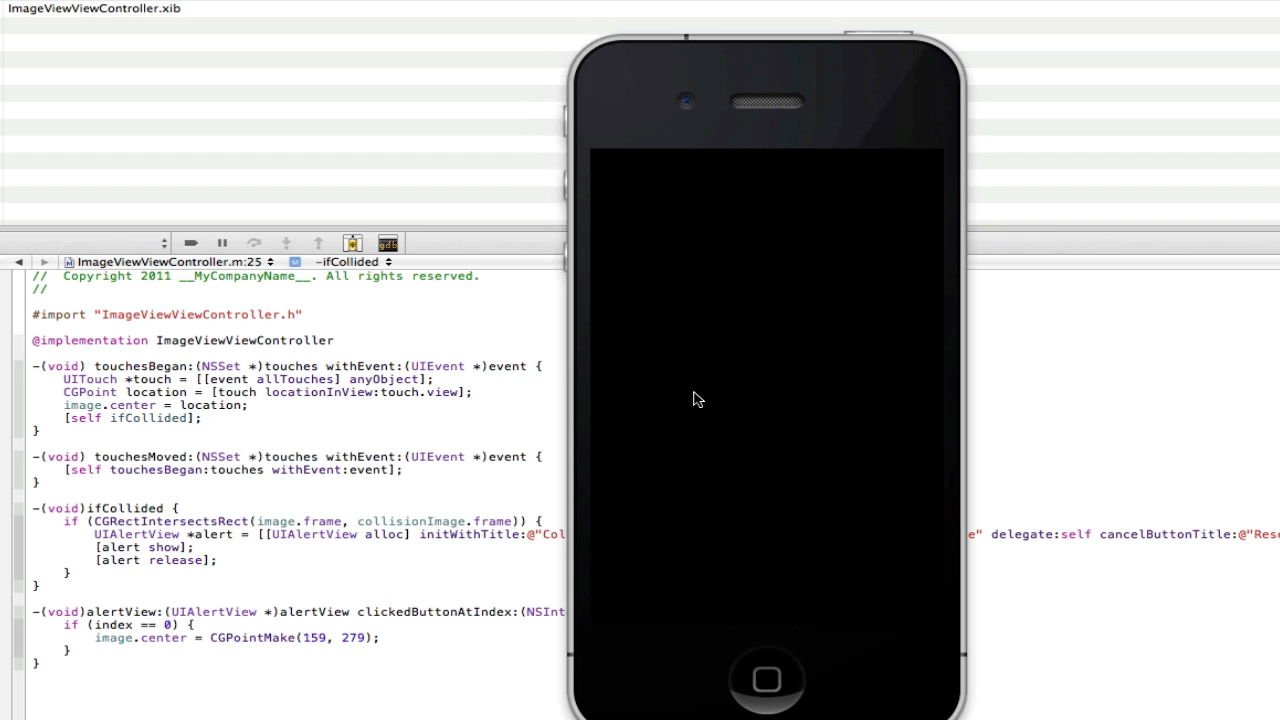 ImageViewViewController.xib
gdb
ImageViewViewController.m:25 M -ifCollided
//  Copyright 2011 __MyCompanyName__. All rights reserved.
//
#import "ImageViewViewController.h"
@implementation ImageViewViewController
-(void) touchesBegan:(NSSet *)touches withEvent:(UIEvent *)event {
    UITouch *touch = [[event allTouches] anyObject];
    CGPoint location = [touch locationInView:touch.view];
    image.center = location;
    [self ifCollided];
}
-(void) touchesMoved:(NSSet *)touches withEvent:(UIEvent *)event {
    [self touchesBegan:touches withEvent:event];
}
-(void)ifCollided {
    if (CGRectIntersectsRect(image.frame, collisionImage.frame)) {
        UIAlertView *alert = [[UIAlertView alloc] initWithTitle:@"Col e" delegate:self cancelButtonTitle:@"Rese
        [alert show];
        [alert release];
    }
}
-(void)alertView:(UIAlertView *)alertView clickedButtonAtIndex:(NSInt
    if (index == 0) {
        image.center = CGPointMake(159, 279);
    }
}